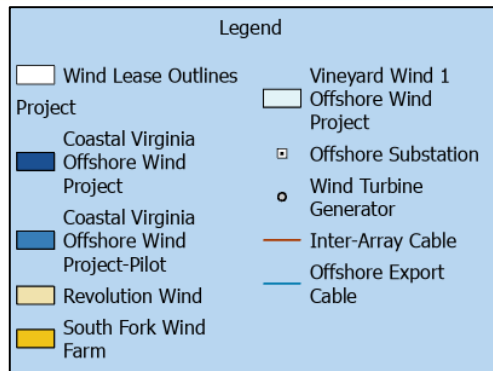 Legend
Wind Lease Outlines
Project
Coastal Virginia
Offshore Wind
Project
Coastal Virginia
Offshore Wind
Project-Pilot
Revolution Wind
South Fork Wind
Farm
Vineyard Wind 1
Offshore Wind
Project
Offshore Substation
Wind Turbine
Generator
Inter-Array Cable
Offshore Export
Cable